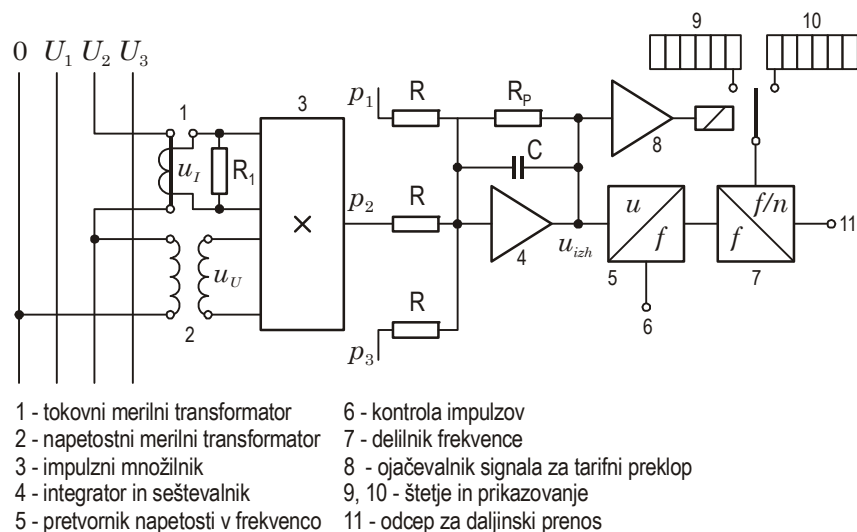 9 10
0 U1 U2 U3
1 3 p1 R RP
8
uI R1 C
× p2 R u f/n
4 uizh f f 11
uU 5 7
R
2 p3 6
1 - tokovni merilni transformator
2 - napetostni merilni transformator
3 - impulzni množilnik
4 - integrator in seštevalnik
5 - pretvornik napetosti v frekvenco
6 - kontrola impulzov
7 - delilnik frekvence
8 - ojačevalnik signala za tarifni preklop
9, 10 - štetje in prikazovanje
11 - odcep za daljinski prenos